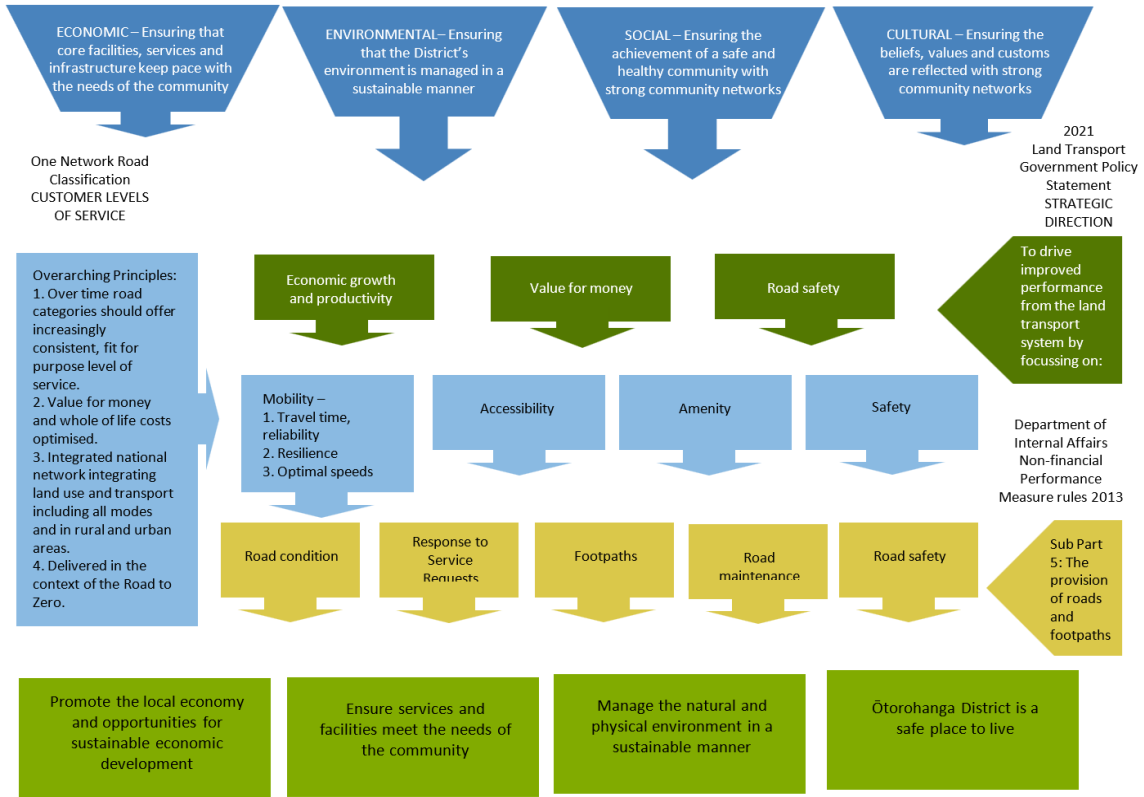 ECONOMIC – Ensuring that
core facilities, services and
infrastructure keep pace with
the needs of the community
ENVIRONMENTAL– Ensuring
that the District's
environment is managed in a
sustainable manner
SOCIAL – Ensuring the
achievement of a safe and
healthy community with
strong community networks
CULTURAL – Ensuring the
beliefs, values and customs
are reflected with strong
community networks
One Network Road
Classification
CUSTOMER LEVELS
OF SERVICE
2021
Land Transport
Government Policy
Statement
STRATEGIC
DIRECTION
Overarching Principles:
1. Over time road
categories should offer
increasingly
consistent, fit for
purpose level of
service.
2. Value for money
and whole of life costs
optimised.
3. Integrated national
network integrating
land use and transport
including all modes
and in rural and urban
areas.
4. Delivered in the
context of the Road to
Zero.
Economic growth
and productivity
Value for money
Road safety
To drive
improved
performance
from the land
transport
system by
focussing on:
Mobility –
1. Travel time,
reliability
2. Resilience
3. Optimal speeds
Accessibility
Amenity
Safety
Department of
Internal Affairs
Non-financial
Performance
Measure rules 2013
Road condition
Response to
Service
Requests
Footpaths
Road
maintenance
Road safety
Sub Part
5: The
provision
of roads
and
footpaths
Promote the local economy
and opportunities for
sustainable economic
development
Ensure services and
facilities meet the needs of
the community
Manage the natural and
physical environment in a
sustainable manner
Ōtorohanga District is a
safe place to live